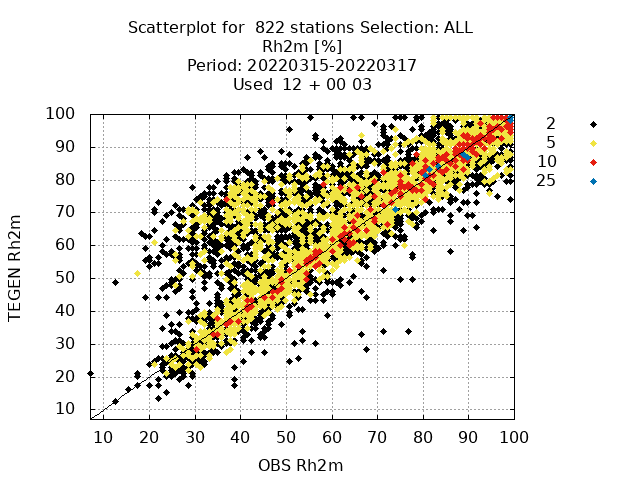 Scatterplot for  822 stations Selection: ALL
Rh2m [%]
Period: 20220315-20220317
Used  12 + 00 03
100
90
80
70
60
50
40
30
20
10
TEGEN Rh2m
10 20 30 40 50 60 70 80 90 100
OBS Rh2m
2
5
10
25